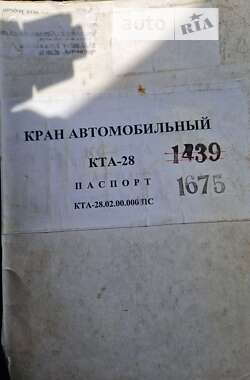 AUTO RIA
КРАН АВТОМОБИЛЬНЫЙ
КТА-28 1439
ПАСПОРТ 1675
КТА-28.02.00.000 ПС